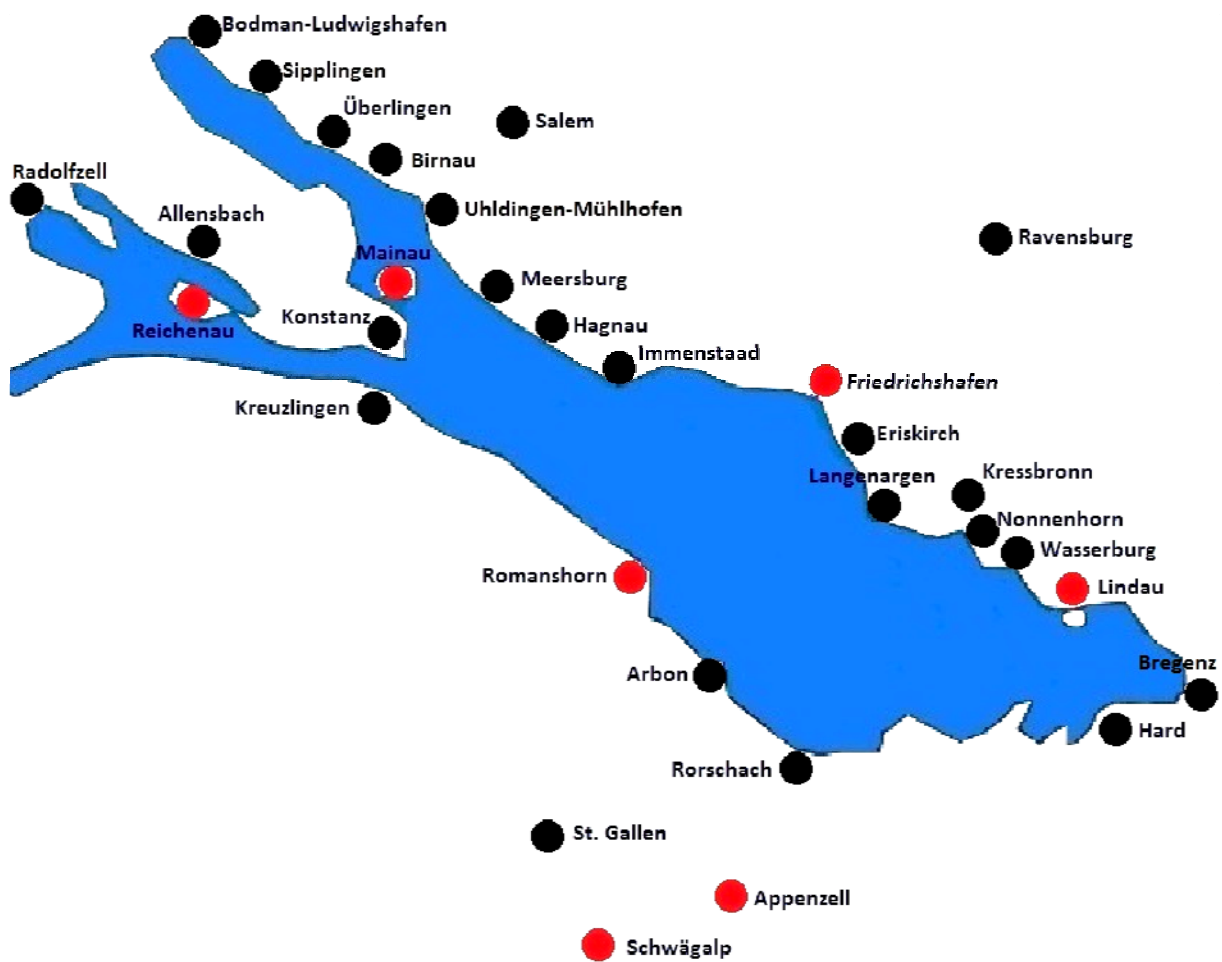 Bodman-Ludwigshafen
Sipplingen
Überlingen
Salem
Birnau
Radolfzell
Allensbach
Uhldingen-Mühlhofen
Ravensburg
Mainau
Meersburg
Konstanz
Hagnau
Reichenau
Immenstaad
Friedrichshafen
Kreuzlingen
Eriskirch
Kressbronn
Langenargen
Nonnenhorn
Wasserburg
Romanshorn
Lindau
Bregenz
Arbon
Hard
Rorschach
St. Gallen
Appenzell
Schwägalp